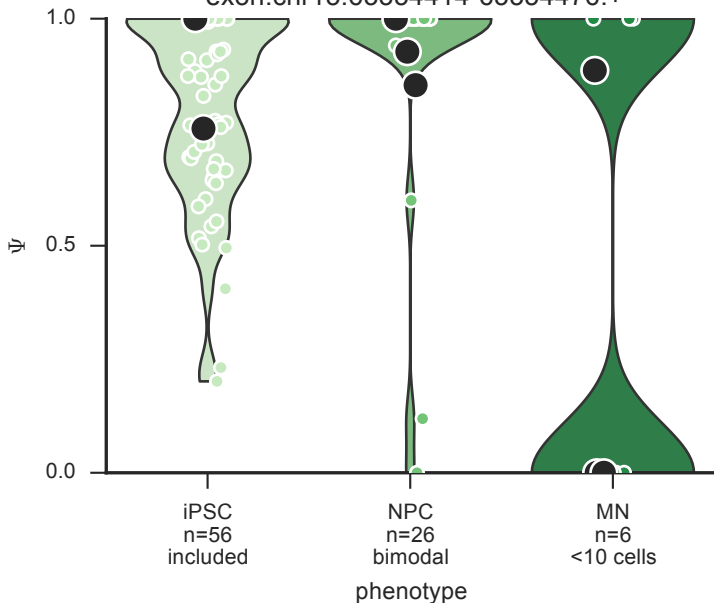 1.0
Ψ
0.5
0.0
iPSC
n=56
included
NPC
n=26
bimodal
MN
n=6
<10 cells
phenotype